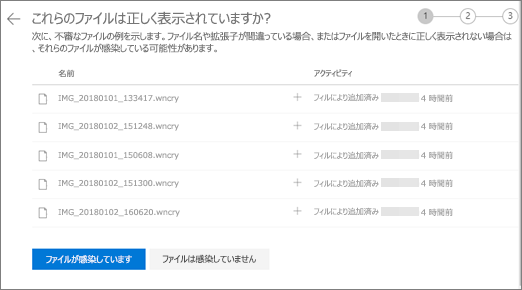 これらのファイルは正しく表示されていますか?
1 2 3
次に、不審なファイルの例を示します。ファイル名や拡張子が間違っている場合、またはファイルを開いたときに正しく表示されない場合は
、それらのファイルが感染している可能性があります。
名前 アクティビティ
IMG_20180101_133417.wncry + フィルにより追加済み 4 時間前
IMG_20180102_151248.wncry + フィルにより追加済み 4 時間前
IMG_20180101_150608.wncry + フィルにより追加済み 4 時間前
IMG_20180102_151300.wncry + フィルにより追加済み 4 時間前
IMG_20180102_160620.wncry + フィルにより追加済み 4 時間前
ファイルが感染しています ファイルは感染していません